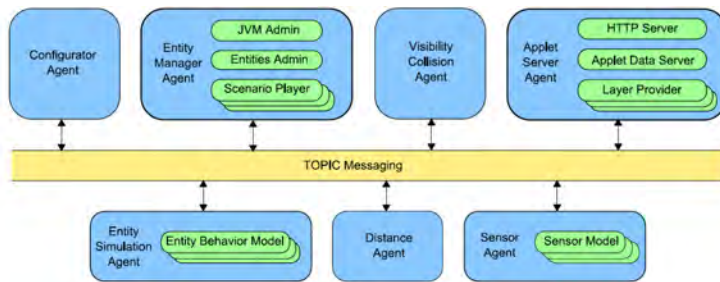 Configurator
Agent
Entity
Manager
Agent
JVM Admin
Entities Admin
Scenario Player
Visibility
Collision
Agent
Applet
Server
Agent
HTTP Server
Applet Data Server
Layer Provider
TOPIC Messaging
Entity
Simulation
Agent
Entity Behavior Model
Distance
Agent
Sensor
Agent
Sensor Model